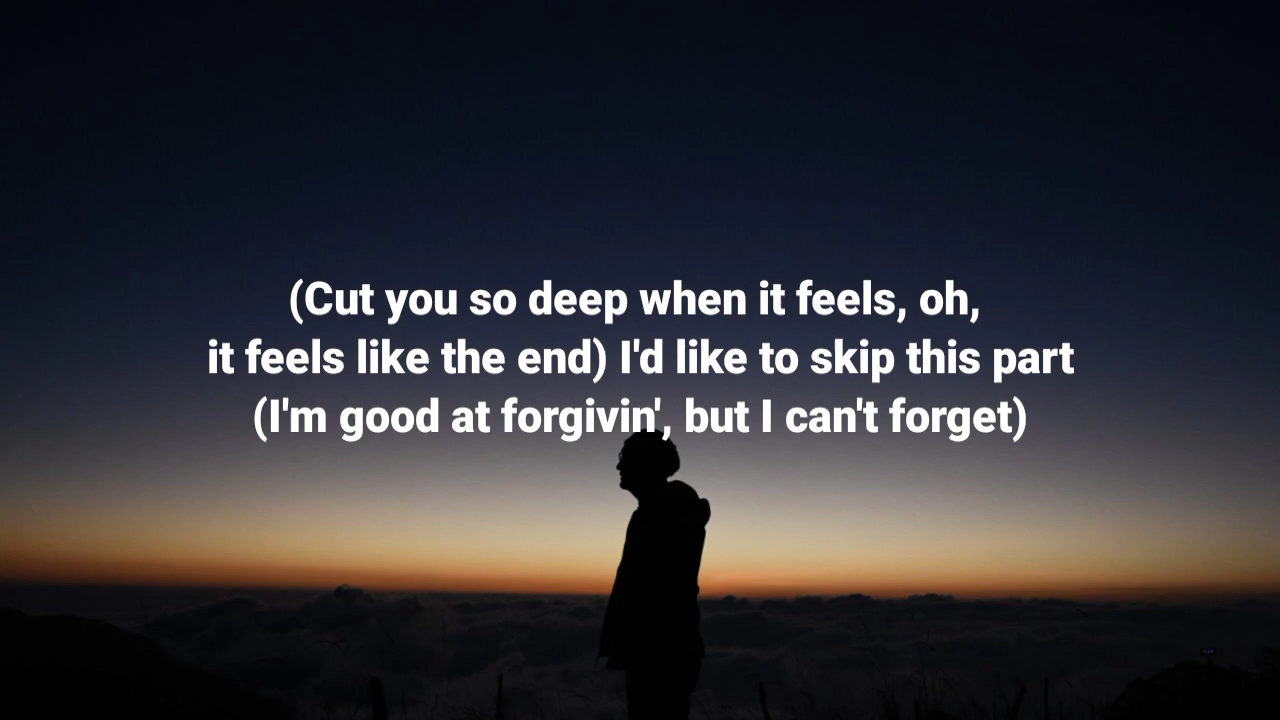 (Cut you so deep when it feels, oh,
it feels like the end) I'd like to skip this part
(I'm good at forgivin', but I can't forget)